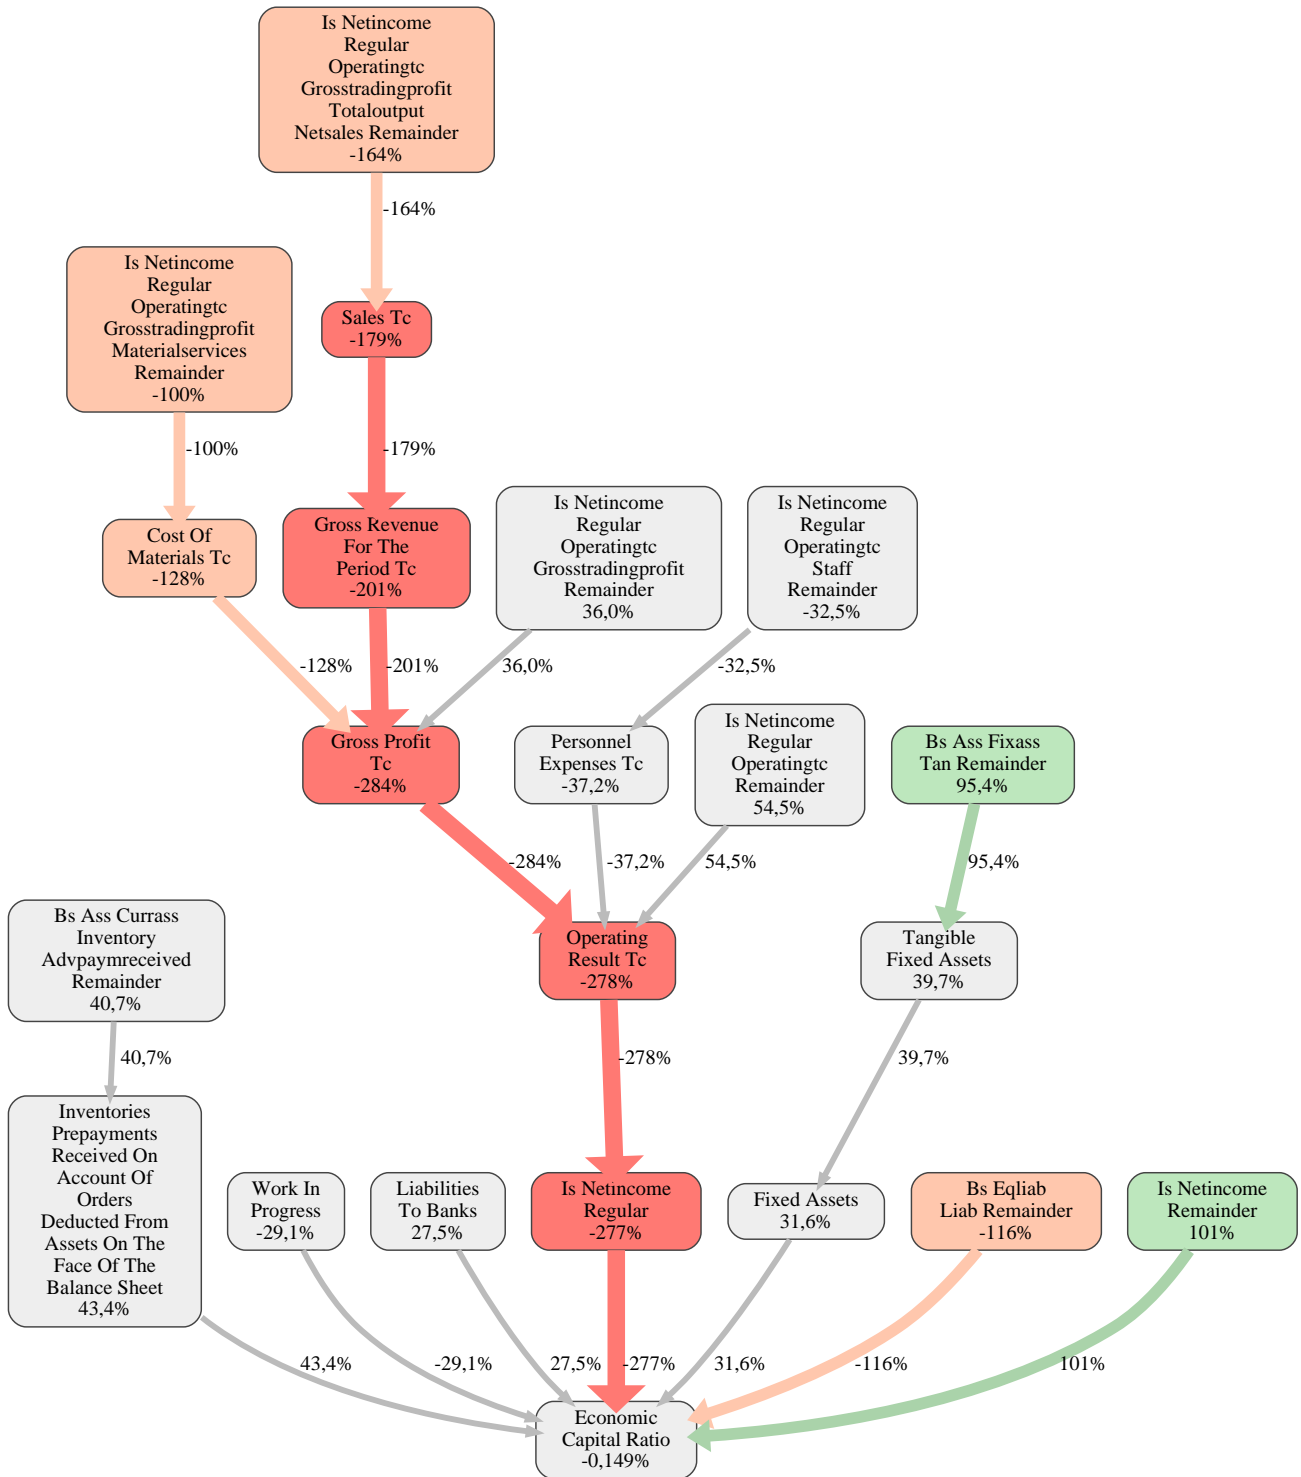 Is Netincome
Regular
Operatingtc
Grosstradingprofit
Totaloutput
Netsales Remainder
-164%
-164%
Is Netincome
Regular
Operatingtc
Grosstradingprofit
Materialservices
Remainder
-100%
Sales Tc
-179%
-100%
-179%
Cost Of
Materials Tc
-128%
Gross Revenue
For The
Period Tc
-201%
Is Netincome
Regular
Operatingtc
Grosstradingprofit
Remainder
36,0%
Is Netincome
Regular
Operatingtc
Staff
Remainder
-32,5%
-128%
-201%
36,0%
-32,5%
Gross Profit
Tc
-284%
Personnel
Expenses Tc
-37,2%
Is Netincome
Regular
Operatingtc
Remainder
54,5%
Bs Ass Fixass
Tan Remainder
95,4%
-284%
-37,2%
54,5%
95,4%
Bs Ass Currass
Inventory
Advpaymreceived
Remainder
40,7%
Operating
Result Tc
-278%
Tangible
Fixed Assets
39,7%
40,7%
-278%
39,7%
Inventories
Prepayments
Received On
Account Of
Orders
Deducted From
Assets On The
Face Of The
Balance Sheet
43,4%
Work In
Progress
-29,1%
Liabilities
To Banks
27,5%
Is Netincome
Regular
-277%
Fixed Assets
31,6%
Bs Eqliab
Liab Remainder
-116%
Is Netincome
Remainder
101%
43,4%
-29,1%
27,5%
-277%
31,6%
-116%
101%
Economic
Capital Ratio
-0,149%